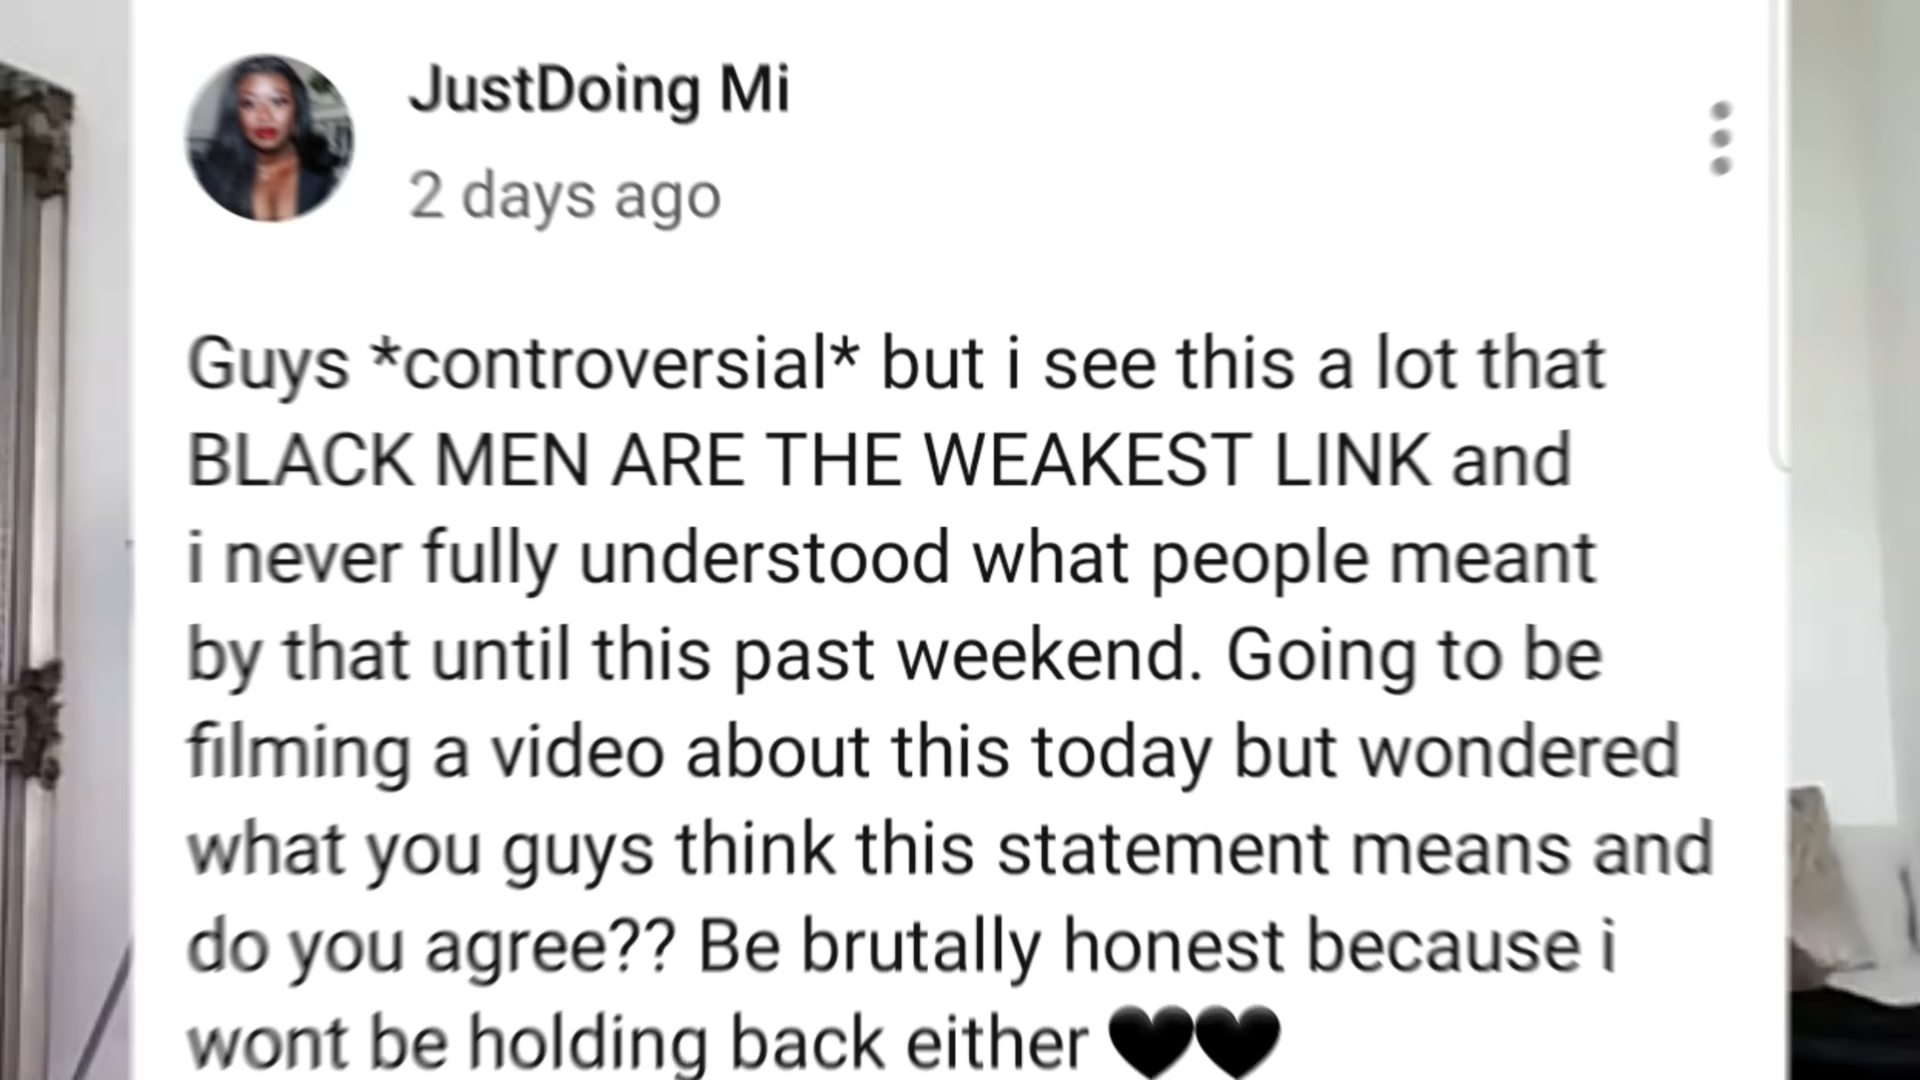 JustDoing Mi
2 days ago
Guys *controversial* but i see this a lot that
BLACK MEN ARE THE WEAKEST LINK and
i never fully understood what people meant
by that until this past weekend. Going to be
filming a video about this today but wondered
what you guys think this statement means and
do you agree?? Be brutally honest because i
wont be holding back either 🖤🖤